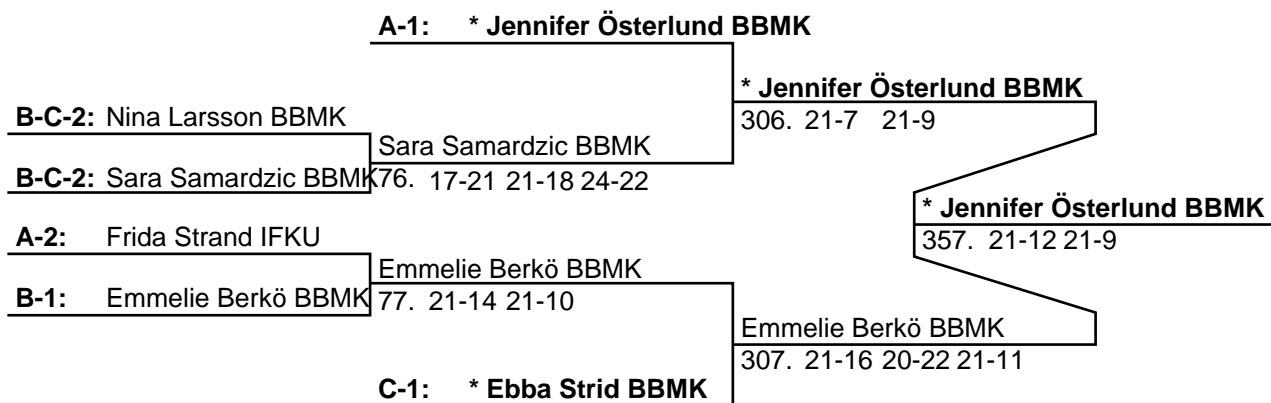 A-1: * Jennifer Österlund BBMK
* Jennifer Österlund BBMK
306. 21-7 21-9
B-C-2: Nina Larsson BBMK
Sara Samardzic BBMK
B-C-2: Sara Samardzic BBMK 76. 17-21 21-18 24-22
* Jennifer Österlund BBMK
357. 21-12 21-9
A-2: Frida Strand IFKU
Emmelie Berkö BBMK
B-1: Emmelie Berkö BBMK 77. 21-14 21-10
Emmelie Berkö BBMK
307. 21-16 20-22 21-11
C-1: * Ebba Strid BBMK